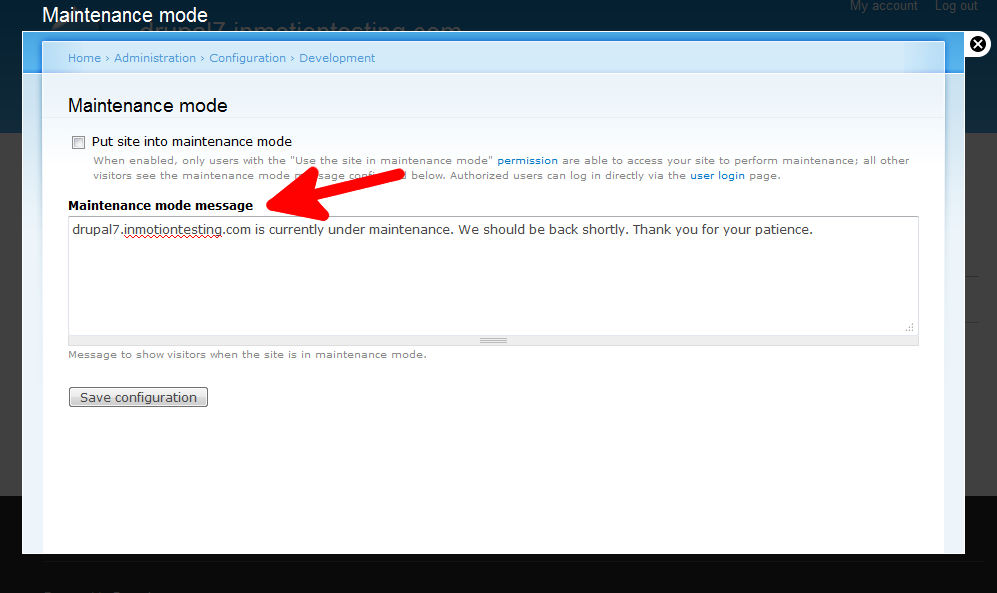 Maintenance mode
My account Log out
drupal7.inmotiontesting.com
Home › Administration › Configuration › Development
Maintenance mode
Put site into maintenance mode
When enabled, only users with the "Use the site in maintenance mode" permission are able to access your site to perform maintenance; all other
visitors see the maintenance mode below. Authorized users can log in directly via the user login page.
Maintenance mode message
drupal7.inmotiontesting.com is currently under maintenance. We should be back shortly. Thank you for your patience.
Message to show visitors when the site is in maintenance mode.
Save configuration